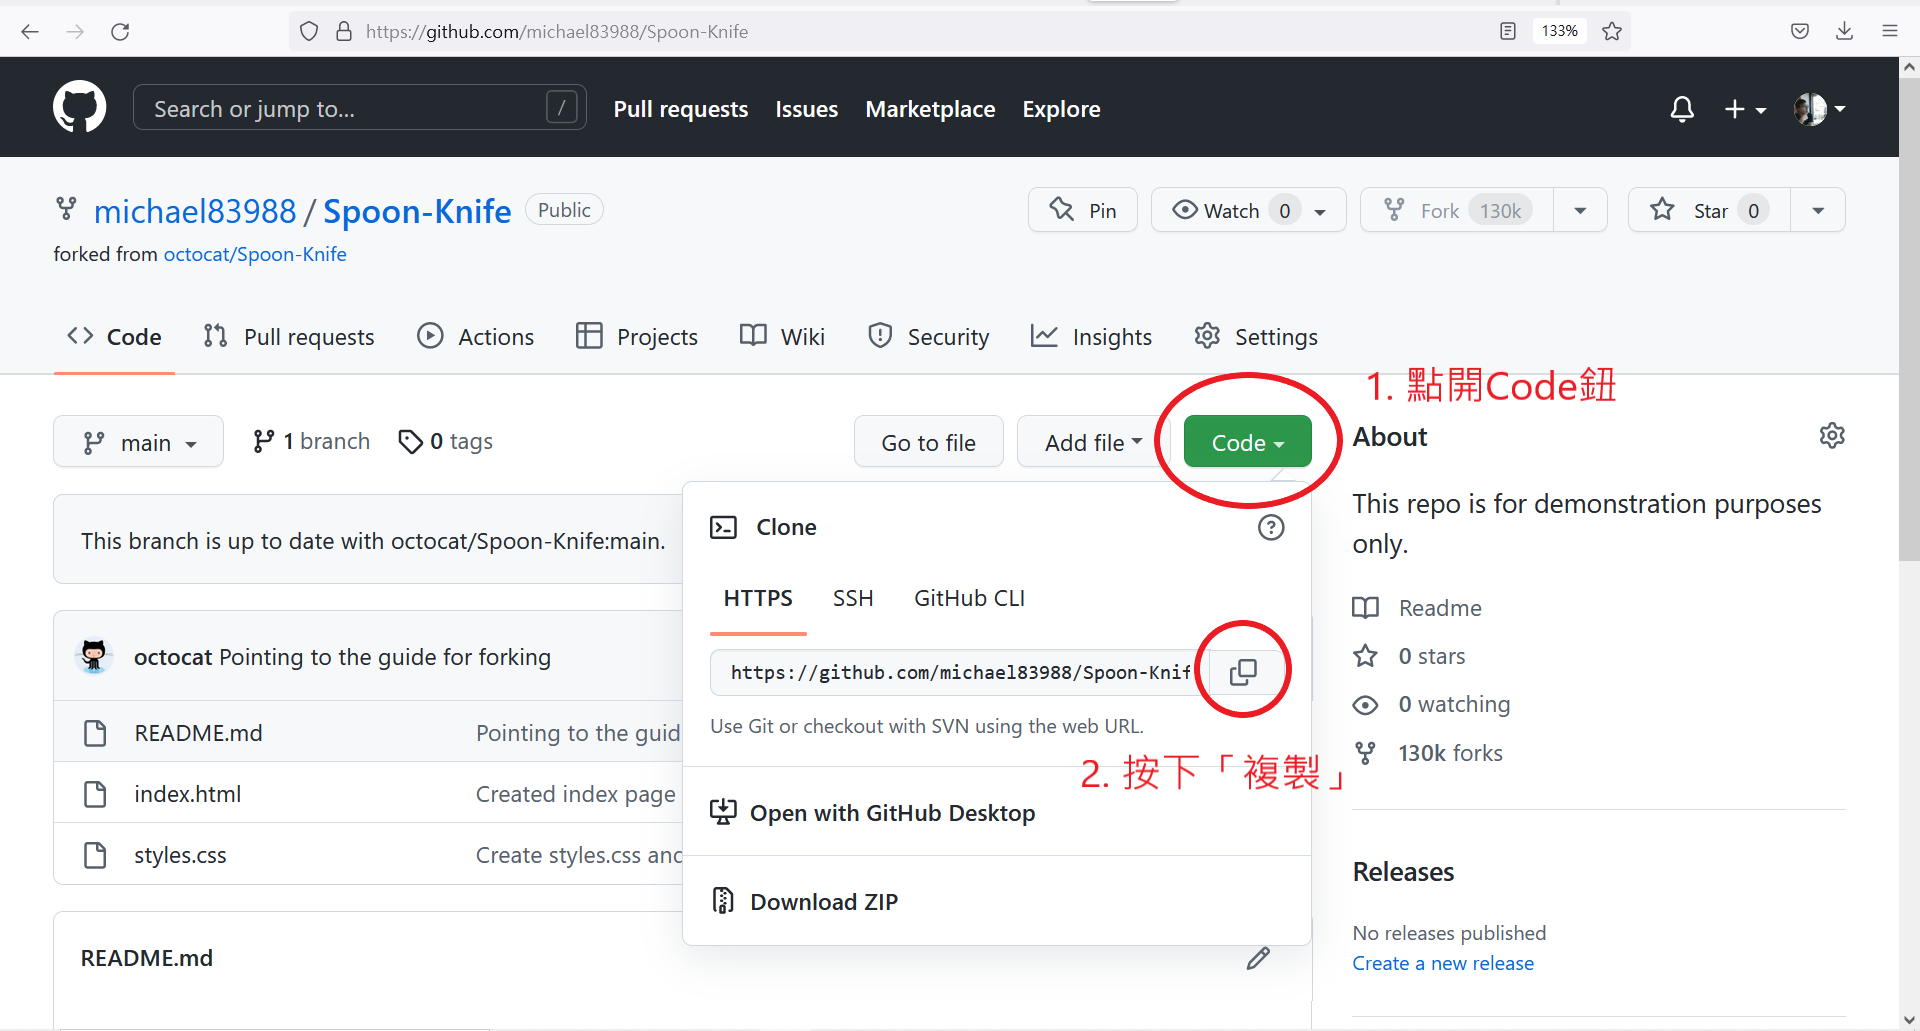 https://github.com/michael83988/Spoon-Knife
133%
Search or jump to...
/
Pull requests
Issues
Marketplace
Explore
michael83988 / Spoon-Knife
Public
Pin
Watch 0
Fork 130k
Star 0
forked from octocat/Spoon-Knife
Code
Pull requests
Actions
Projects
Wiki
Security
Insights
Settings
1. 點開Code鈕
main
1 branch
0 tags
Go to file
Add file
Code
About
This repo is for demonstration purposes
only.
Readme
0 stars
0 watching
130k forks
Releases
No releases published
Create a new release
This branch is up to date with octocat/Spoon-Knife:main.
octocat Pointing to the guide for forking
README.md
Pointing to the guid
index.html
Created index page
styles.css
Create styles.css and
README.md
Clone
HTTPS
SSH
GitHub CLI
https://github.com/michael83988/Spoon-Knif
Use Git or checkout with SVN using the web URL.
2. 按下「複製」
Open with GitHub Desktop
Download ZIP